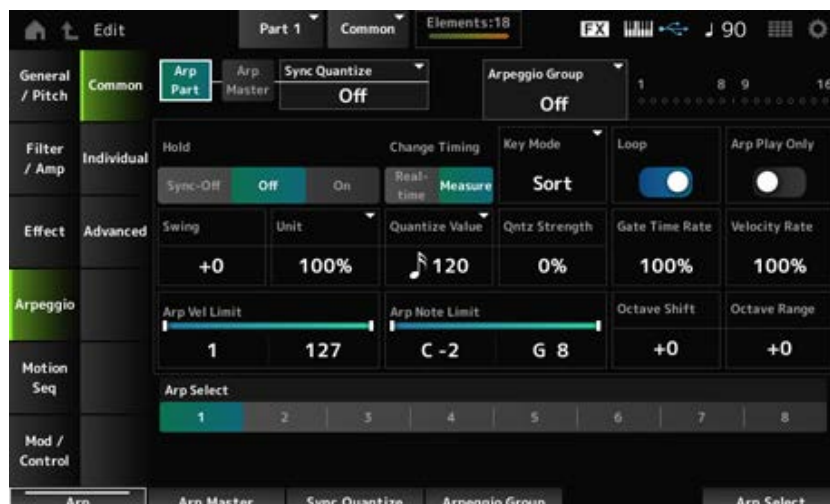 Edit
Part 1
Common
Elements:18
FX
90
General / Pitch
Common
Arp Part
Arp Master
Sync Quantize
Off
Arpeggio Group
Off
1
8
9
16
Filter / Amp
Individual
Hold
Sync-Off
Off
On
Change Timing
Real-time
Measure
Key Mode
Sort
Loop
Arp Play Only
Effect
Advanced
Swing
+0
Unit
100%
Quantize Value
120
Qntz Strength
0%
Gate Time Rate
100%
Velocity Rate
100%
Arpeggio
Arp Vel Limit
1
127
Arp Note Limit
C -2
G 8
Octave Shift
+0
Octave Range
+0
Motion Seq
Arp Select
1
2
3
4
5
6
7
8
Mod / Control
Arp
Arp Master
Sync Quantize
Arpeggio Group
Arp Select